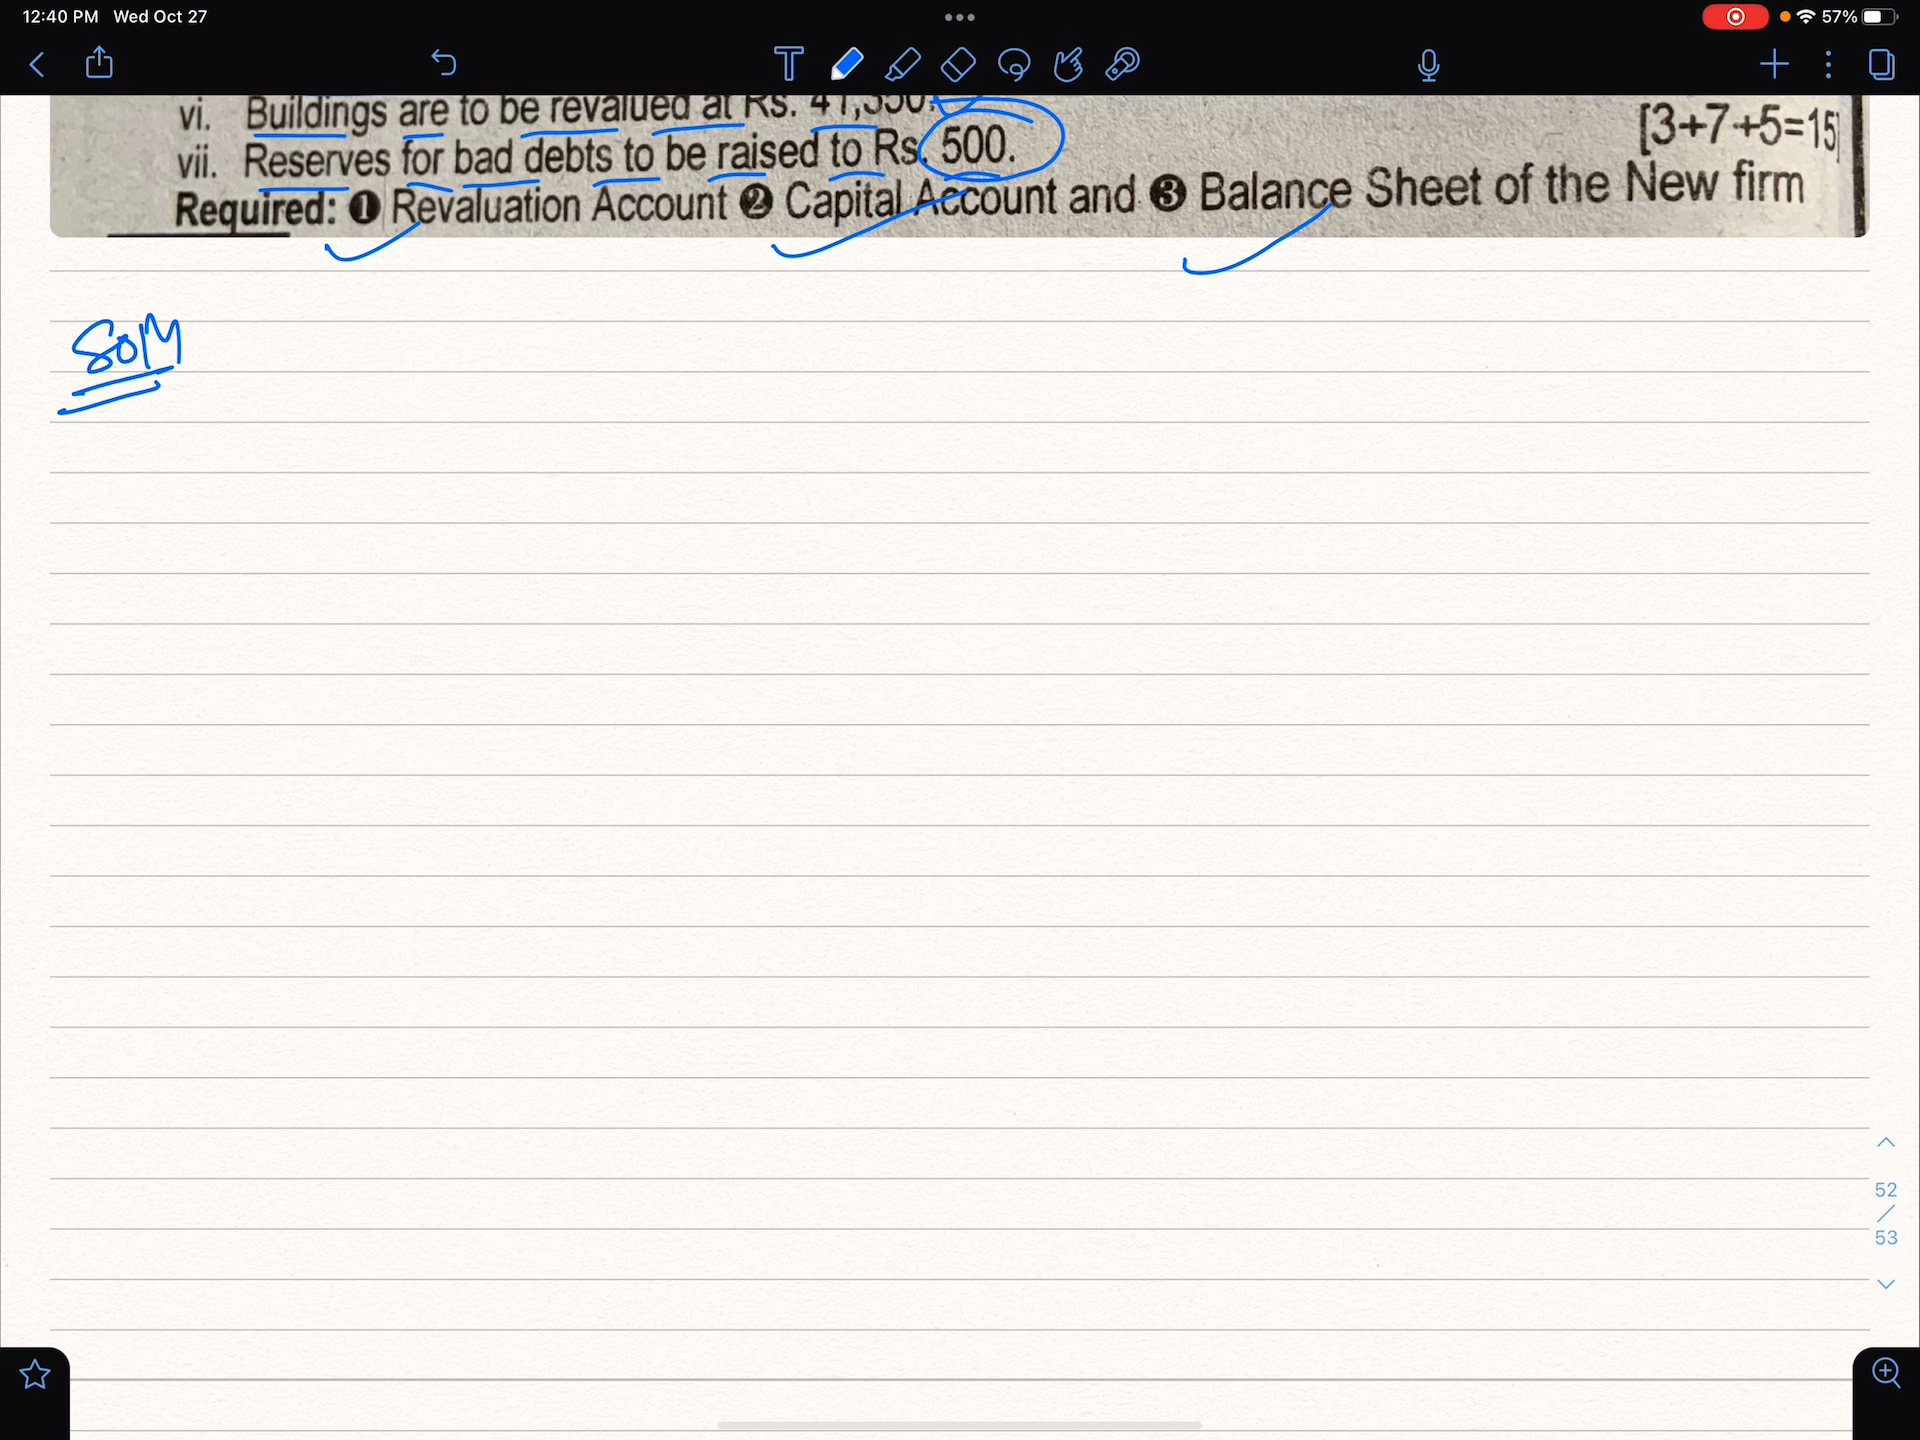 12:40 PM Wed Oct 27
57%
vi. Buildings are to be revalued at Rs. 41,350.
vii. Reserves for bad debts to be raised to Rs. 500.
[3+7+5=15]
Required: ❶ Revaluation Account ❷ Capital Account and ❸ Balance Sheet of the New firm
Soln
52
/
53